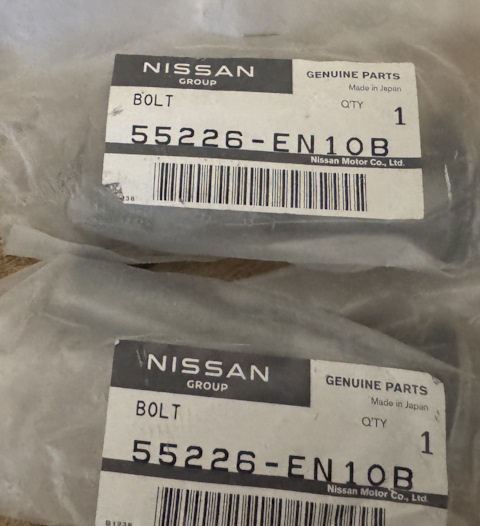 NISSAN
GROUP
GENUINE PARTS
Made in Japan
BOLT
Q'TY
1
55226-EN10B
Nissan Motor Co., Ltd.
NISSAN
GROUP
GENUINE PARTS
Made in Japan
BOLT
Q'TY
1
55226-EN10B
Nissan Motor Co., Ltd.